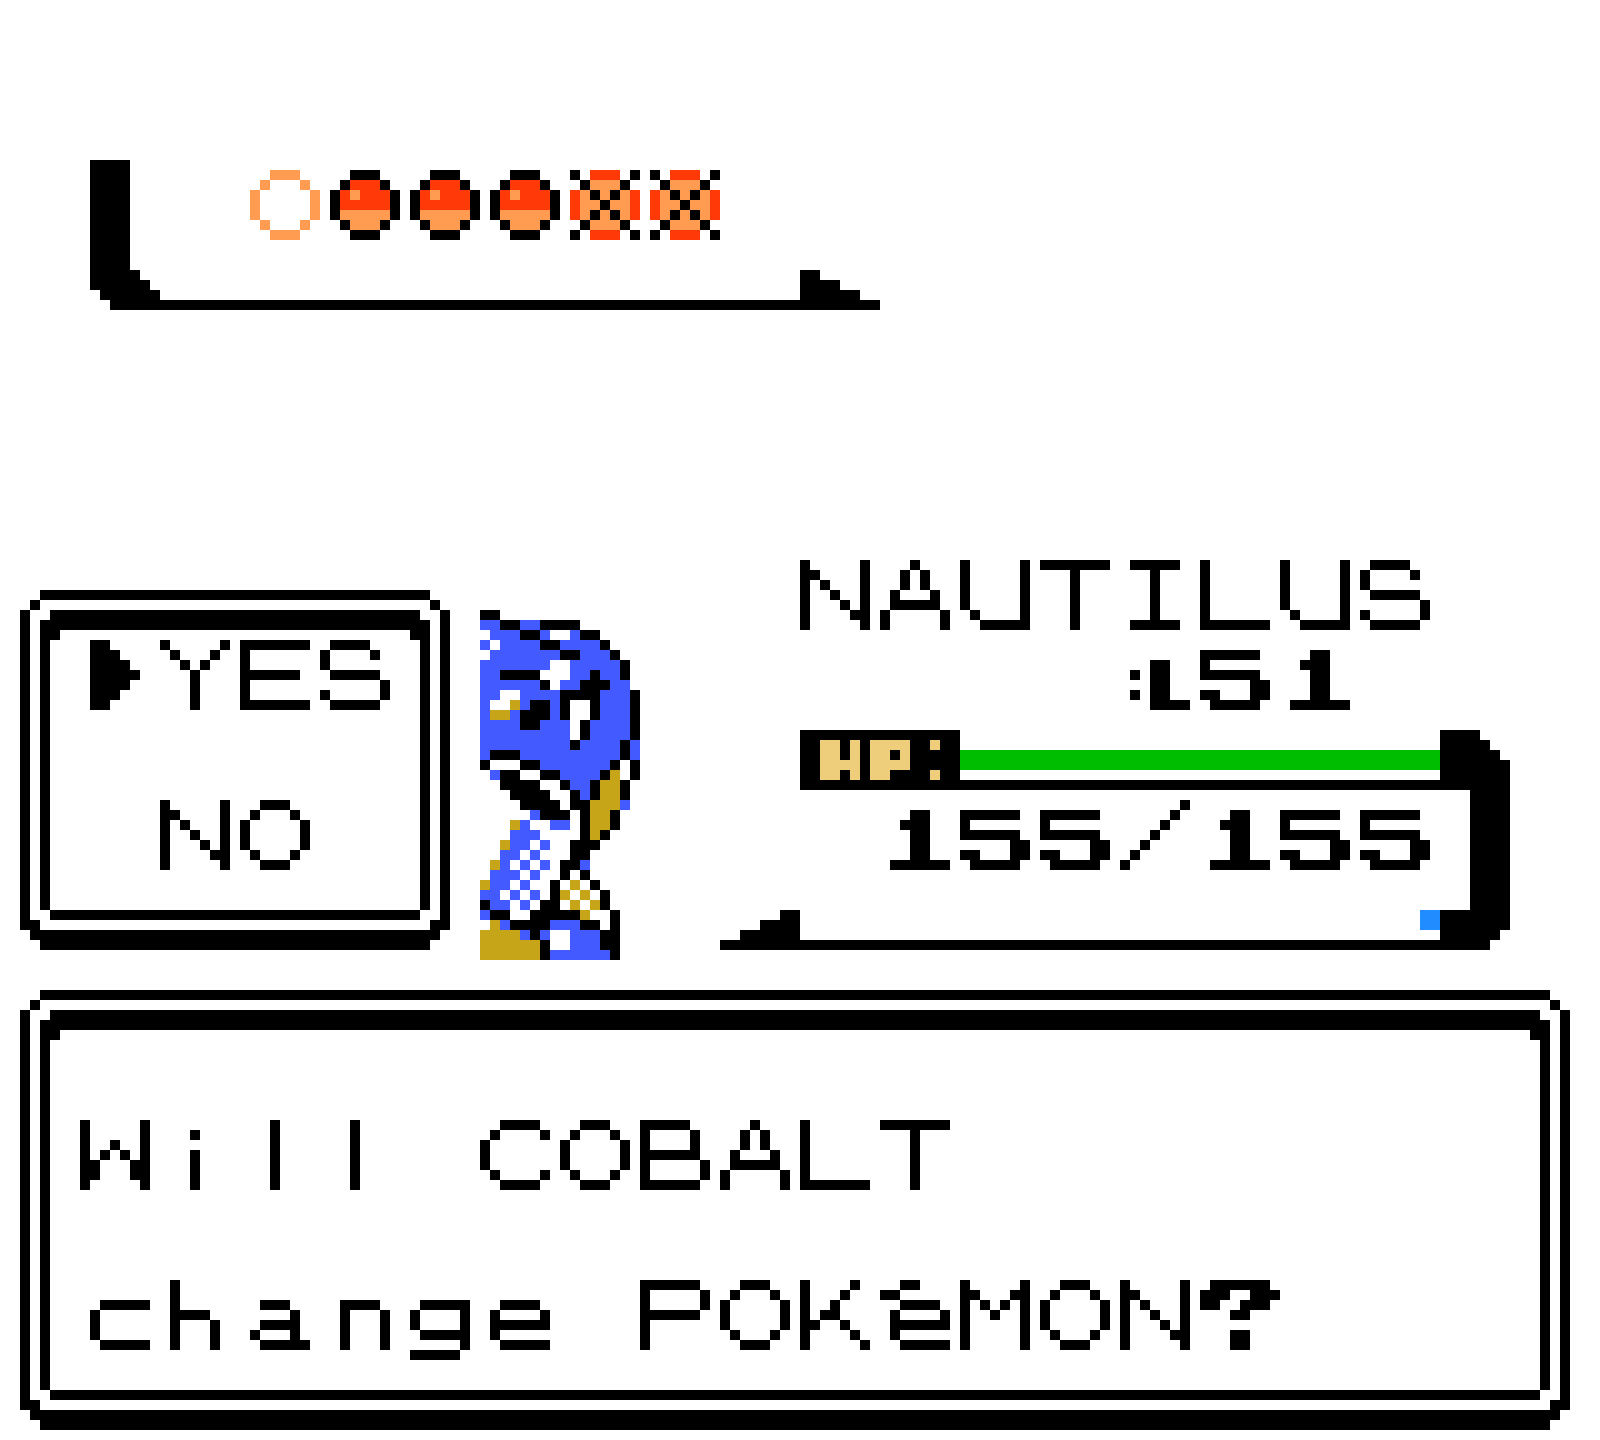 NAUTILUS
:L51
HP:
155/155
▶YES
NO
Will COBALT
change POKéMON?